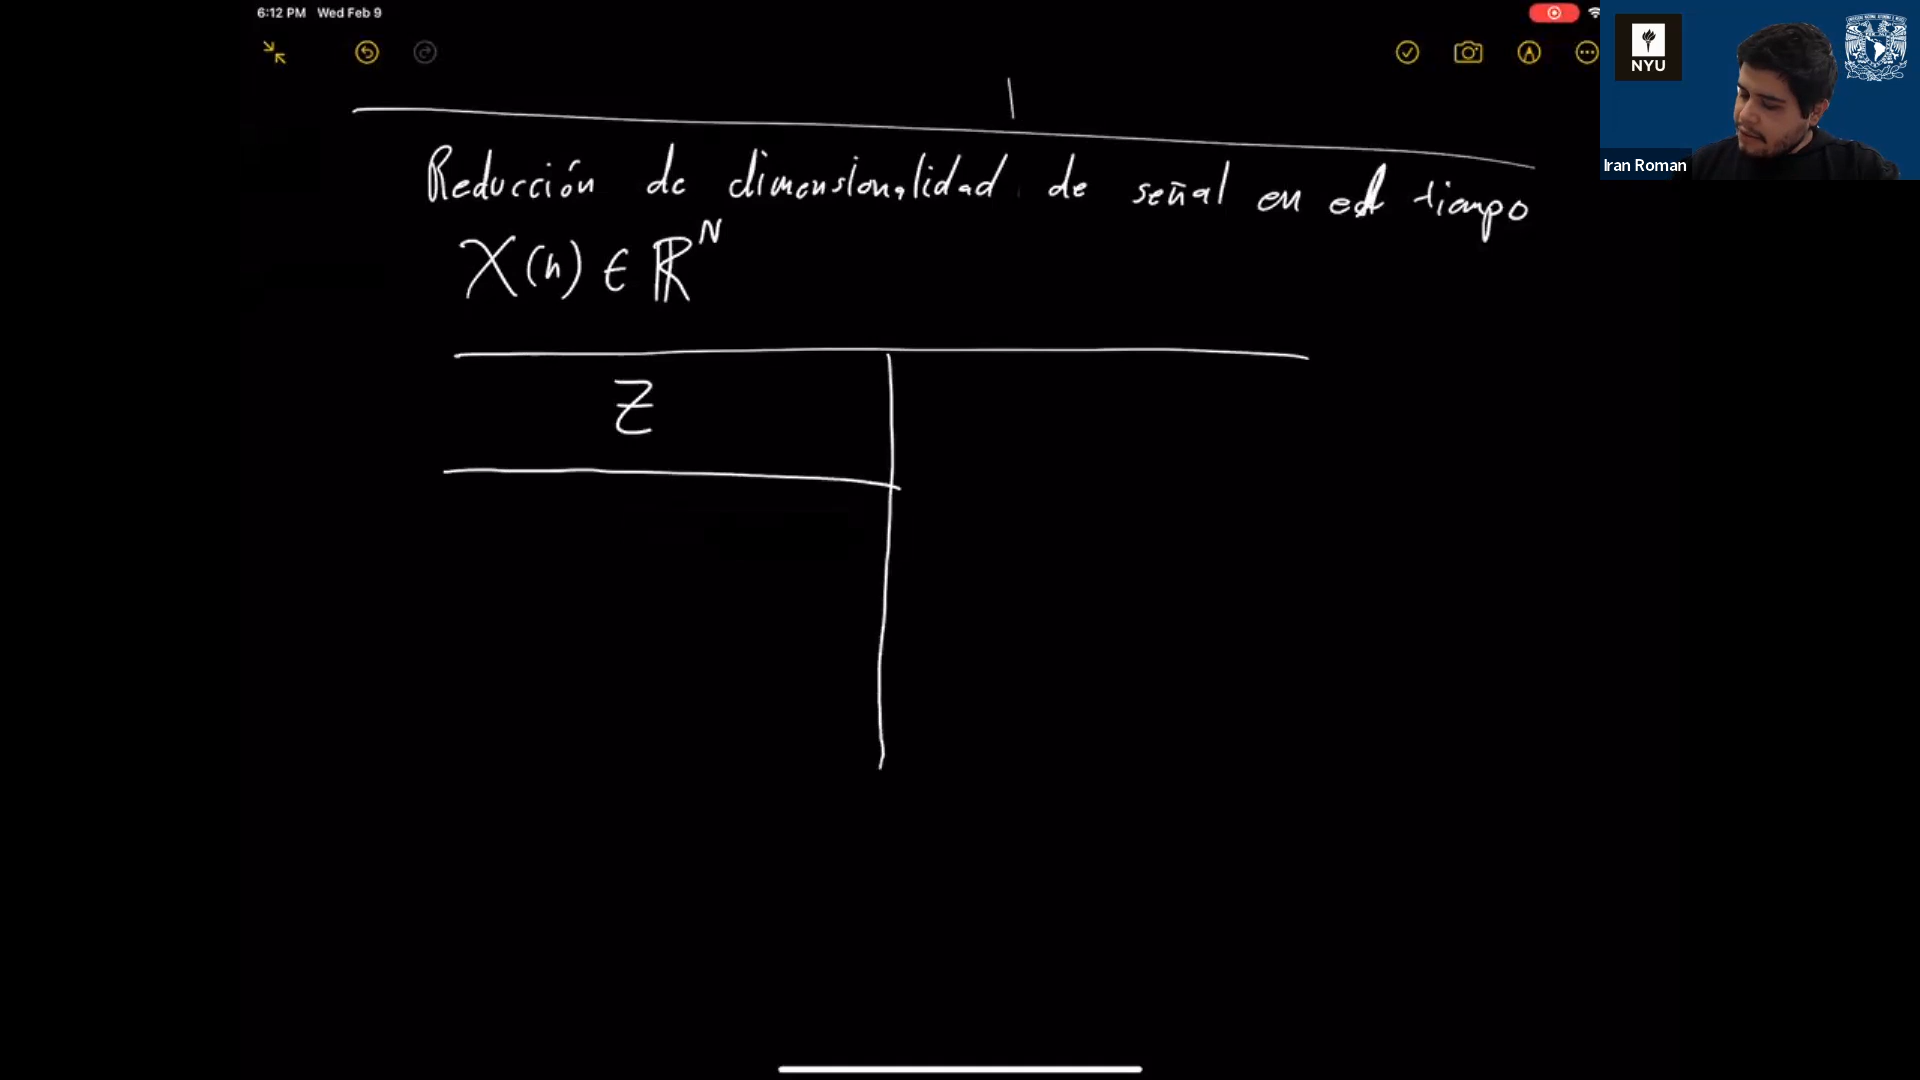 6:12 PM Wed Feb 9
NYU
Iran Roman
Reducción de dimensionalidad de señal en el tiempo
X(n) ∈ ℝ^N
Z